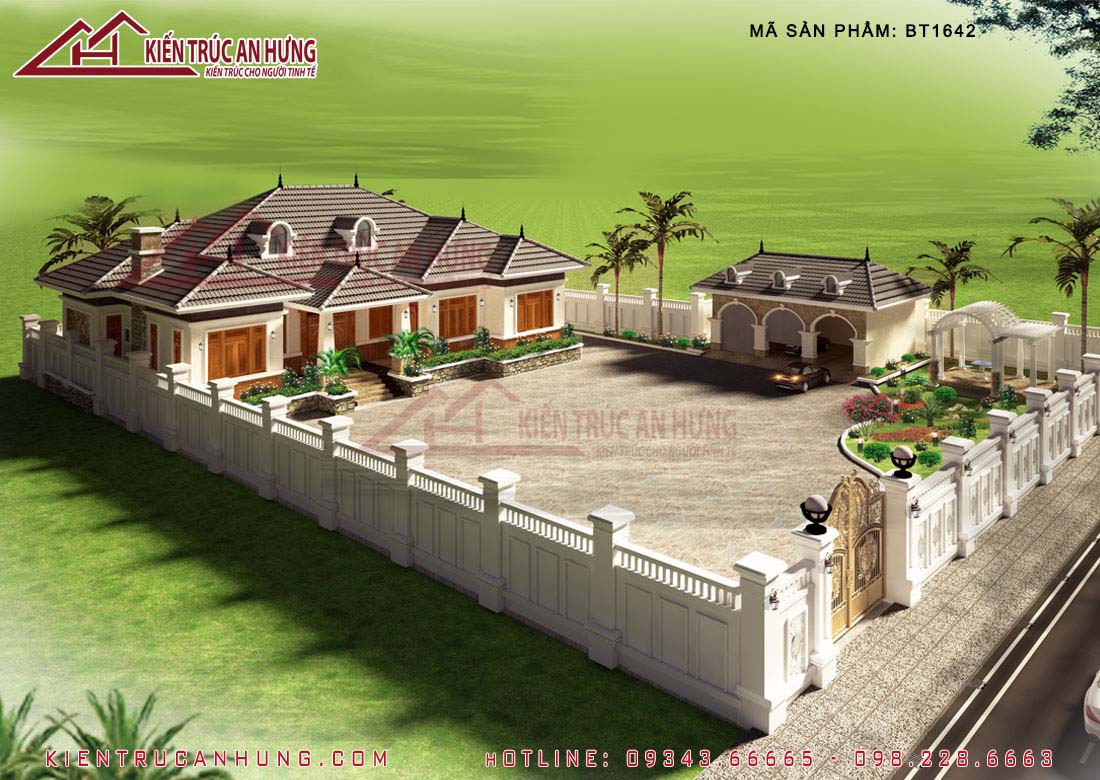 KIẾN TRÚC AN HƯNG
KIẾN TRÚC CHO NGƯỜI TINH TẾ
MÃ SẢN PHẨM: BT1642
KIẾN TRÚC AN HƯNG
KIẾN TRÚC CHO NGƯỜI TINH TẾ
KIENTRUCANHUNG.COM
HOTLINE: 09343.66665 - 098.228.6663